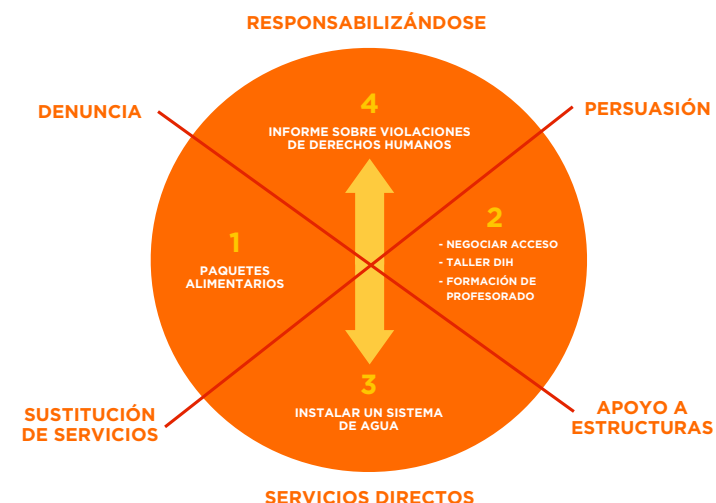 RESPONSABILIZÁNDOSE
DENUNCIA
PERSUASIÓN
4
INFORME SOBRE VIOLACIONES
DE DERECHOS HUMANOS
1
PAQUETES
ALIMENTARIOS
2
- NEGOCIAR ACCESO
- TALLER DIH
- FORMACIÓN DE
PROFESORADO
3
INSTALAR UN SISTEMA
DE AGUA
SUSTITUCIÓN
DE SERVICIOS
APOYO A
ESTRUCTURAS
SERVICIOS DIRECTOS